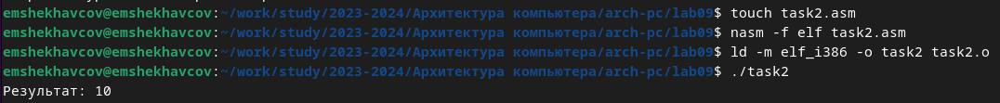 emshekhavcov@emshekhavcov:~/work/study/2023-2024/Архитектура компьютера/arch-pc/lab09$ touch task2.asm
emshekhavcov@emshekhavcov:~/work/study/2023-2024/Архитектура компьютера/arch-pc/lab09$ nasm -f elf task2.asm
emshekhavcov@emshekhavcov:~/work/study/2023-2024/Архитектура компьютера/arch-pc/lab09$ ld -m elf_i386 -o task2 task2.o
emshekhavcov@emshekhavcov:~/work/study/2023-2024/Архитектура компьютера/arch-pc/lab09$ ./task2
Результат: 10